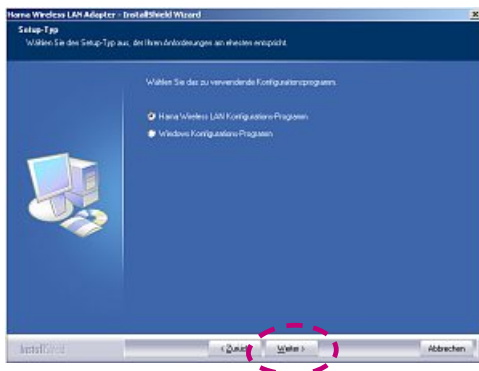 Hama Wireless LAN Adapter - InstallShield Wizard
Setup-Typ
Wählen Sie den Setup-Typ aus, der Ihren Anforderungen am ehesten entspricht.
Wählen Sie das zu verwendende Konfigurationsprogramm.
Hama Wireless LAN Konfigurations-Programm
Windows Konfigurations-Programm
InstallShield
< Zurück
Weiter >
Abbrechen